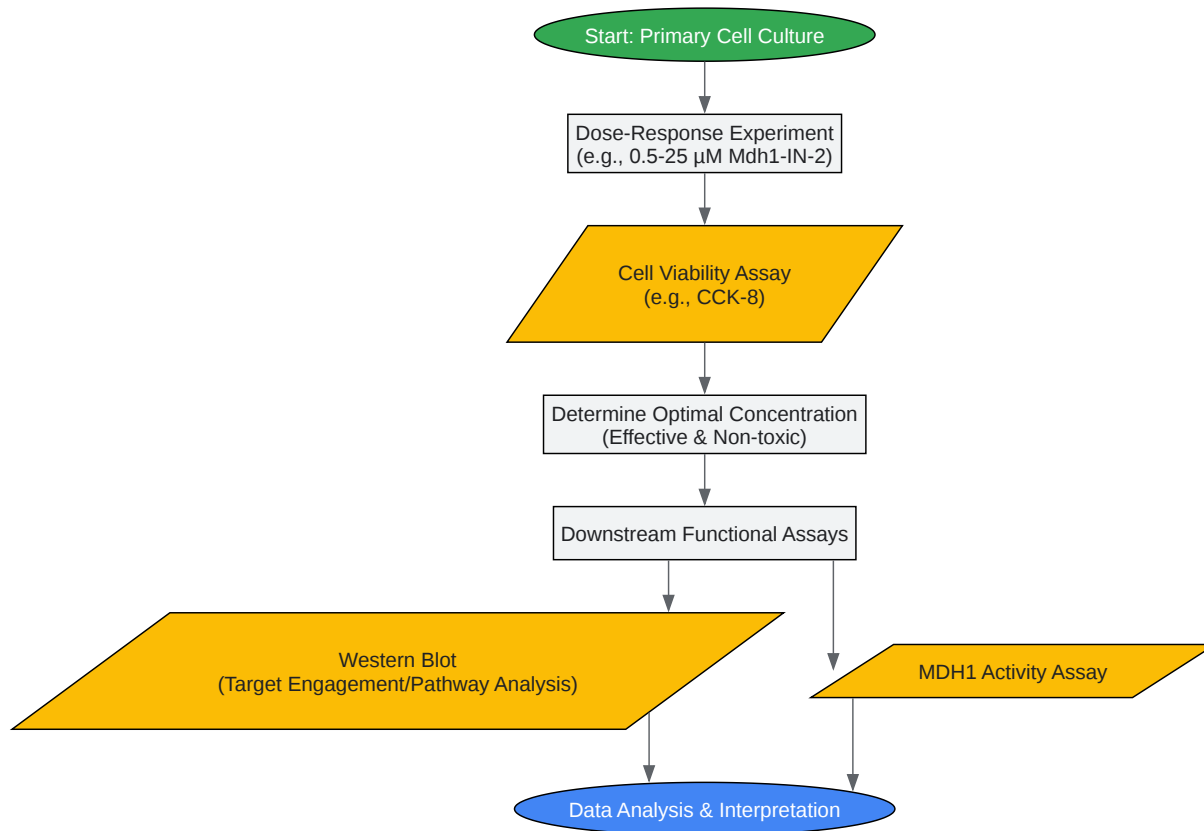 Start: Primary Cell Culture
Dose-Response Experiment
(e.g., 0.5-25 µM Mdh1-IN-2)
Cell Viability Assay
(e.g., CCK-8)
Determine Optimal Concentration
(Effective & Non-toxic)
Downstream Functional Assays
Western Blot
(Target Engagement/Pathway Analysis)
MDH1 Activity Assay
Data Analysis & Interpretation